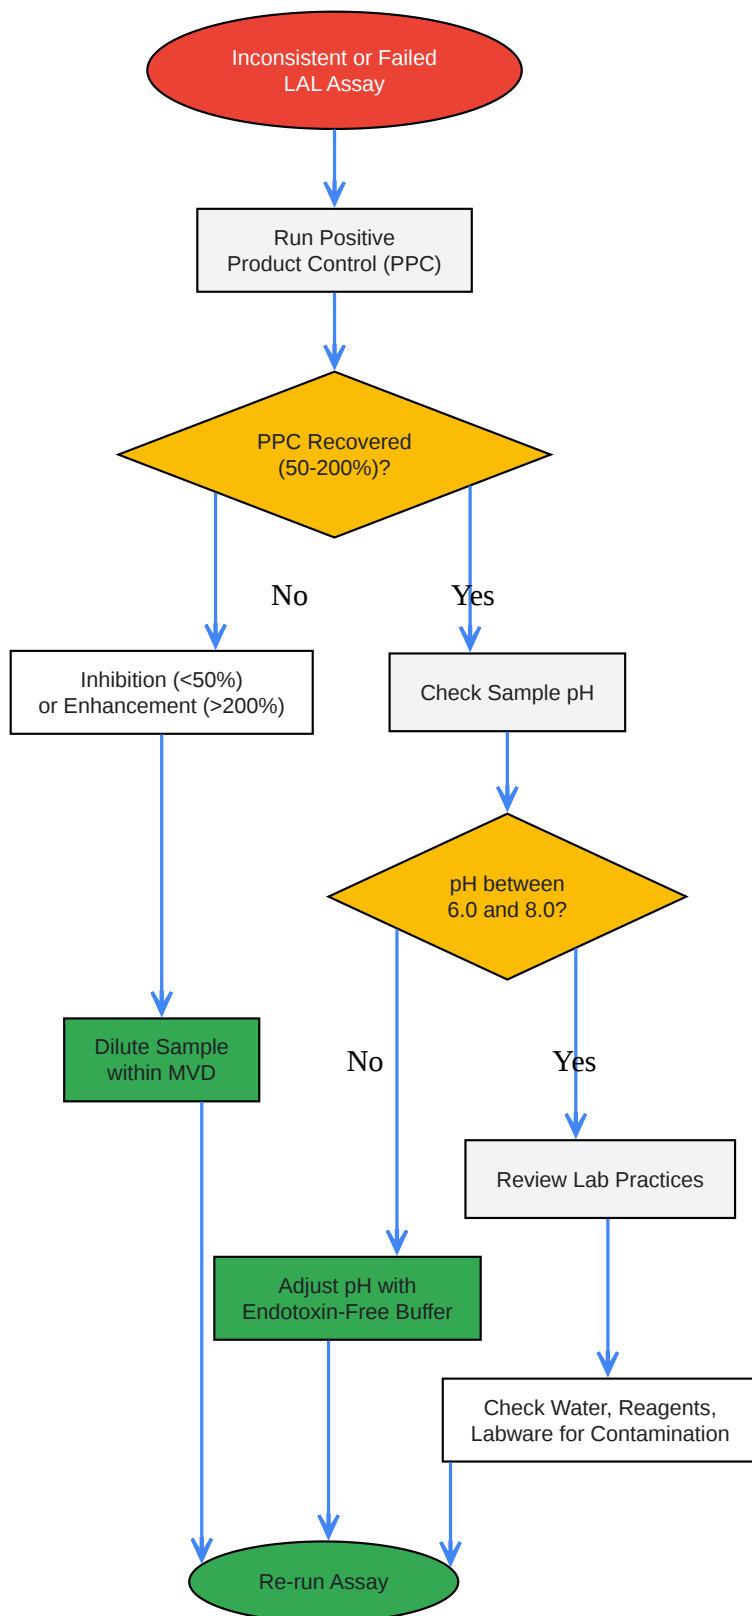 Inconsistent or Failed
LAL Assay
Run Positive
Product Control (PPC)
PPC Recovered
(50-200%)?
No
Yes
Inhibition (<50%)
or Enhancement (>200%)
Check Sample pH
pH between
6.0 and 8.0?
Dilute Sample
within MVD
No
Yes
Review Lab Practices
Adjust pH with
Endotoxin-Free Buffer
Check Water, Reagents,
Labware for Contamination
Re-run Assay